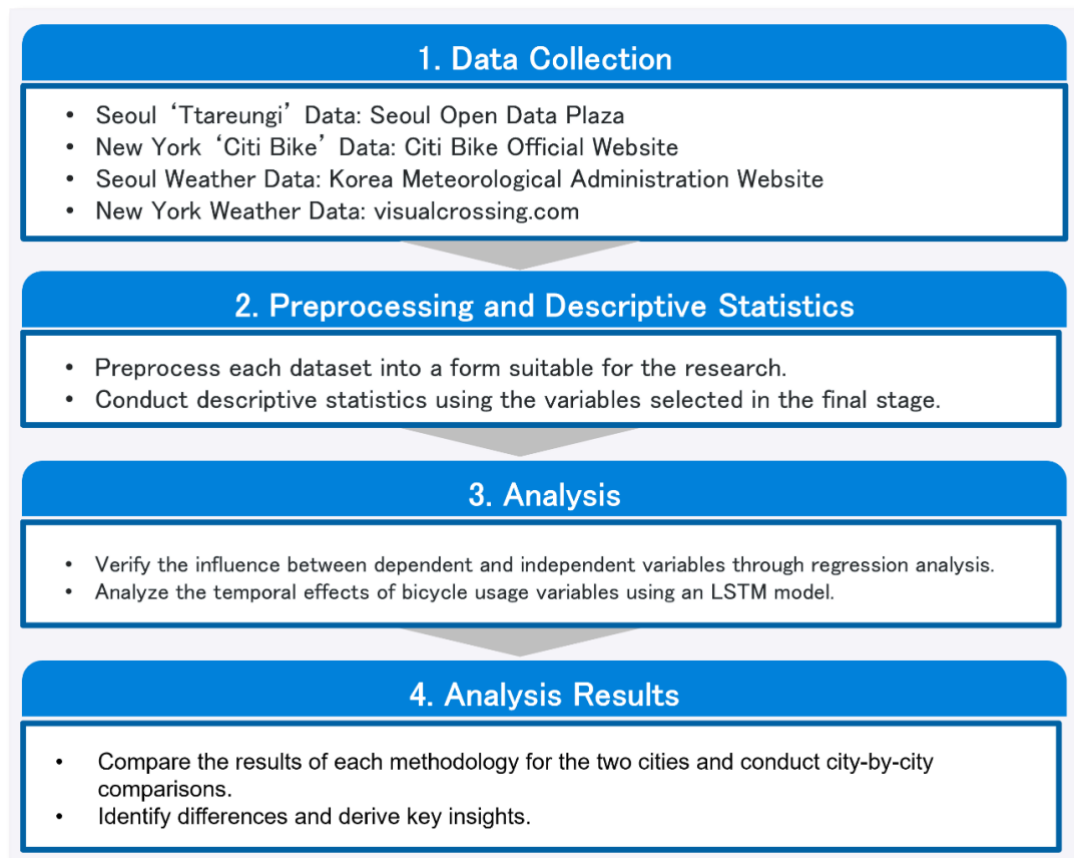 1. Data Collection
• Seoul ‘Ttareungi’ Data: Seoul Open Data Plaza
• New York ‘Citi Bike’ Data: Citi Bike Official Website
• Seoul Weather Data: Korea Meteorological Administration Website
• New York Weather Data: visualcrossing.com
2. Preprocessing and Descriptive Statistics
• Preprocess each dataset into a form suitable for the research.
• Conduct descriptive statistics using the variables selected in the final stage.
3. Analysis
• Verify the influence between dependent and independent variables through regression analysis.
• Analyze the temporal effects of bicycle usage variables using an LSTM model.
4. Analysis Results
• Compare the results of each methodology for the two cities and conduct city-by-city
comparisons.
• Identify differences and derive key insights.